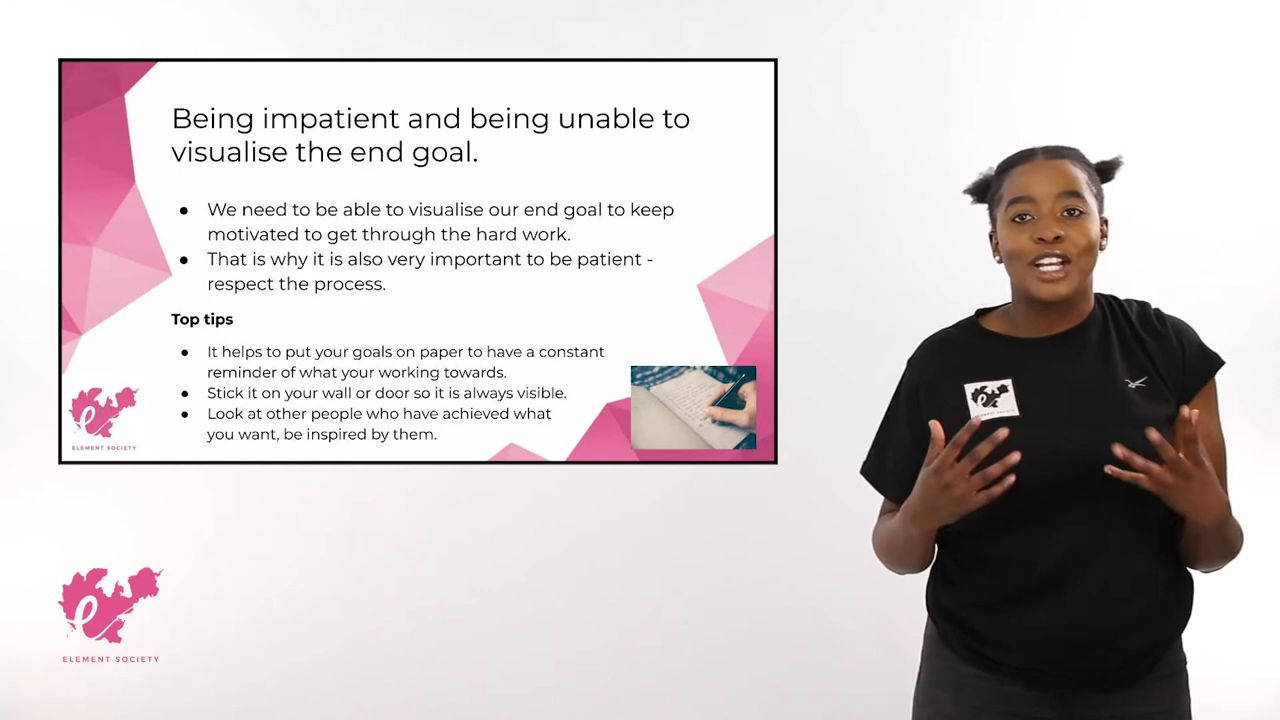 Being impatient and being unable to
visualise the end goal.
● We need to be able to visualise our end goal to keep
motivated to get through the hard work.
● That is why it is also very important to be patient -
respect the process.
Top tips
● It helps to put your goals on paper to have a constant
reminder of what your working towards.
● Stick it on your wall or door so it is always visible.
● Look at other people who have achieved what
you want, be inspired by them.
e
ELEMENT SOCIETY
e
ELEMENT SOCIETY
e
ELEMENT SOCIETY